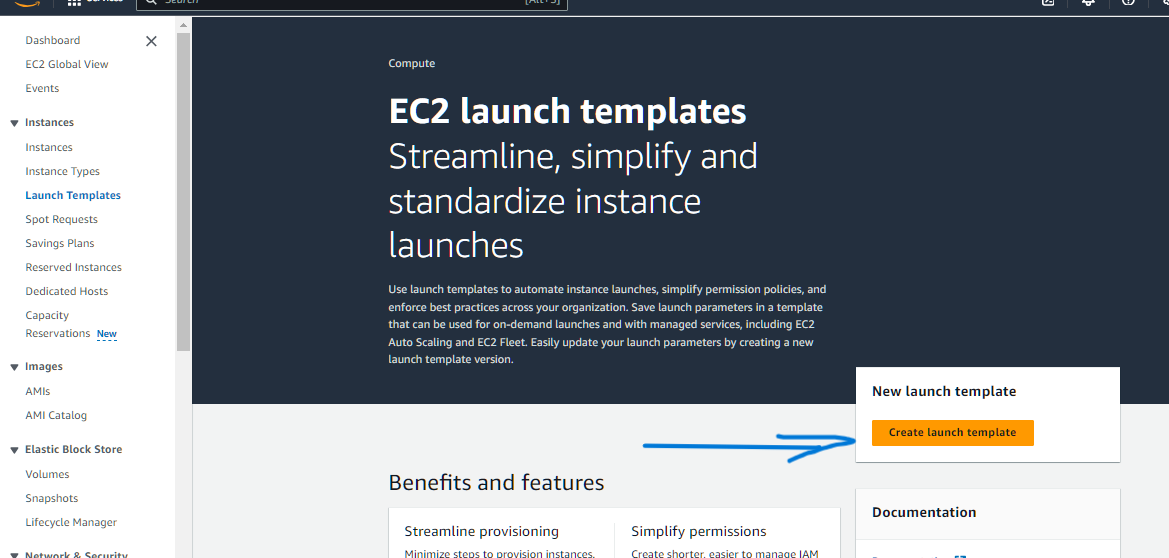 Search
[Alt+S]
Dashboard
EC2 Global View
Events
Instances
Instances
Instance Types
Launch Templates
Spot Requests
Savings Plans
Reserved Instances
Dedicated Hosts
Capacity
Reservations New
Images
AMIs
AMI Catalog
Elastic Block Store
Volumes
Snapshots
Lifecycle Manager
Network & Security
Compute
EC2 launch templates
Streamline, simplify and
standardize instance
launches
Use launch templates to automate instance launches, simplify permission policies, and
enforce best practices across your organization. Save launch parameters in a template
that can be used for on-demand launches and with managed services, including EC2
Auto Scaling and EC2 Fleet. Easily update your launch parameters by creating a new
launch template version.
New launch template
Create launch template
Benefits and features
Streamline provisioning
Minimize steps to provision instances.
Simplify permissions
Create shorter, easier to manage IAM
Documentation